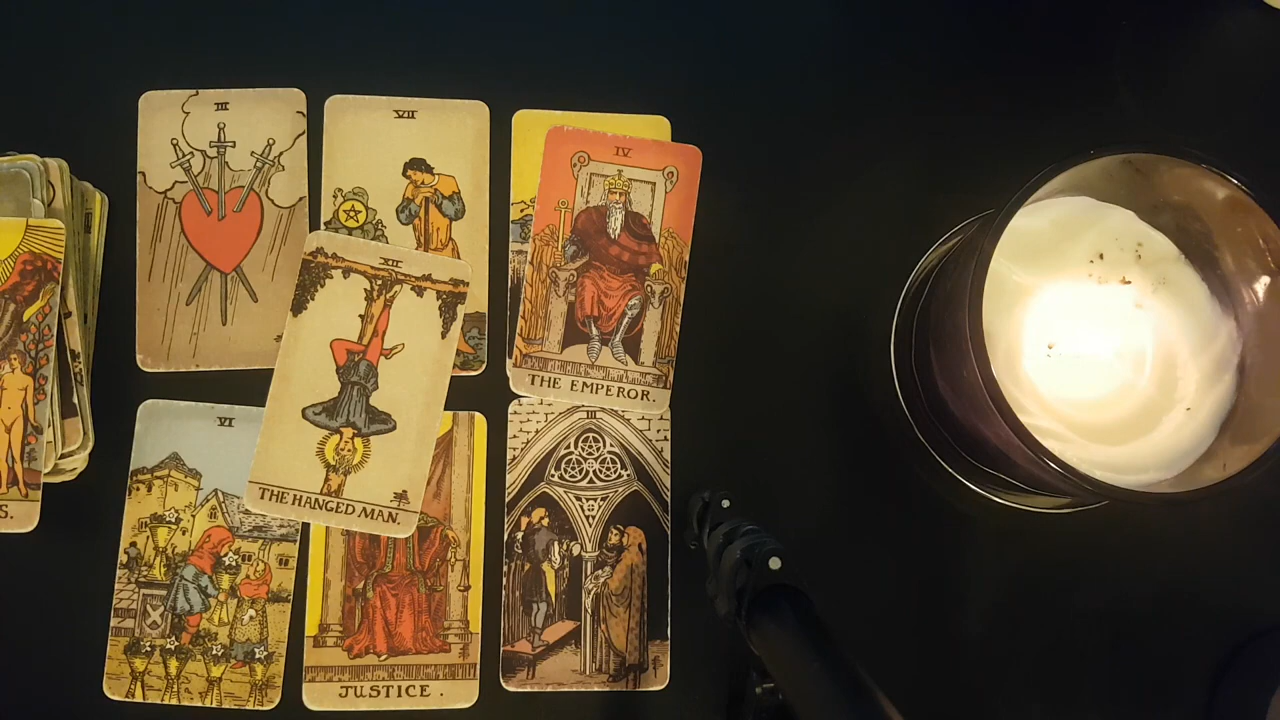 III
VII
IV
THE EMPEROR.
XII
THE HANGED MAN.
VI
III
JUSTICE.
S.